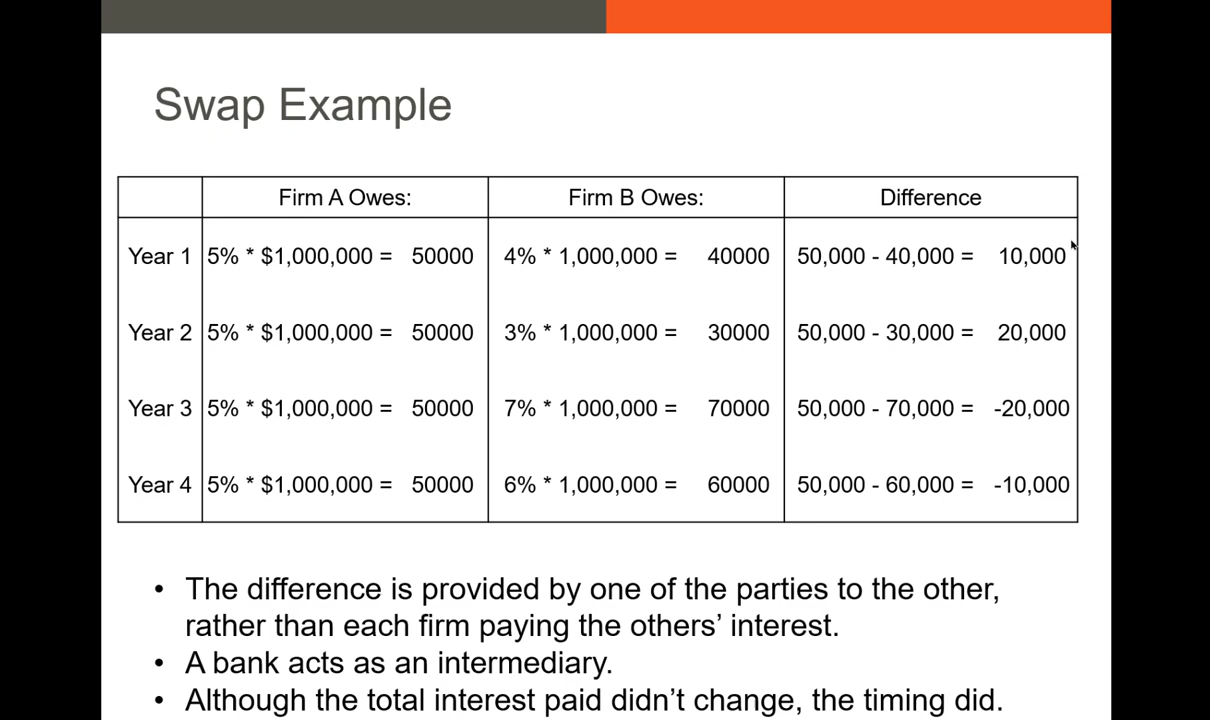 Swap Example
Firm A Owes: Firm B Owes: Difference
Year 1 5% * $1,000,000 = 50000 4% * 1,000,000 = 40000 50,000 - 40,000 = 10,000
Year 2 5% * $1,000,000 = 50000 3% * 1,000,000 = 30000 50,000 - 30,000 = 20,000
Year 3 5% * $1,000,000 = 50000 7% * 1,000,000 = 70000 50,000 - 70,000 = -20,000
Year 4 5% * $1,000,000 = 50000 6% * 1,000,000 = 60000 50,000 - 60,000 = -10,000
• The difference is provided by one of the parties to the other,
rather than each firm paying the others’ interest.
• A bank acts as an intermediary.
• Although the total interest paid didn’t change, the timing did.